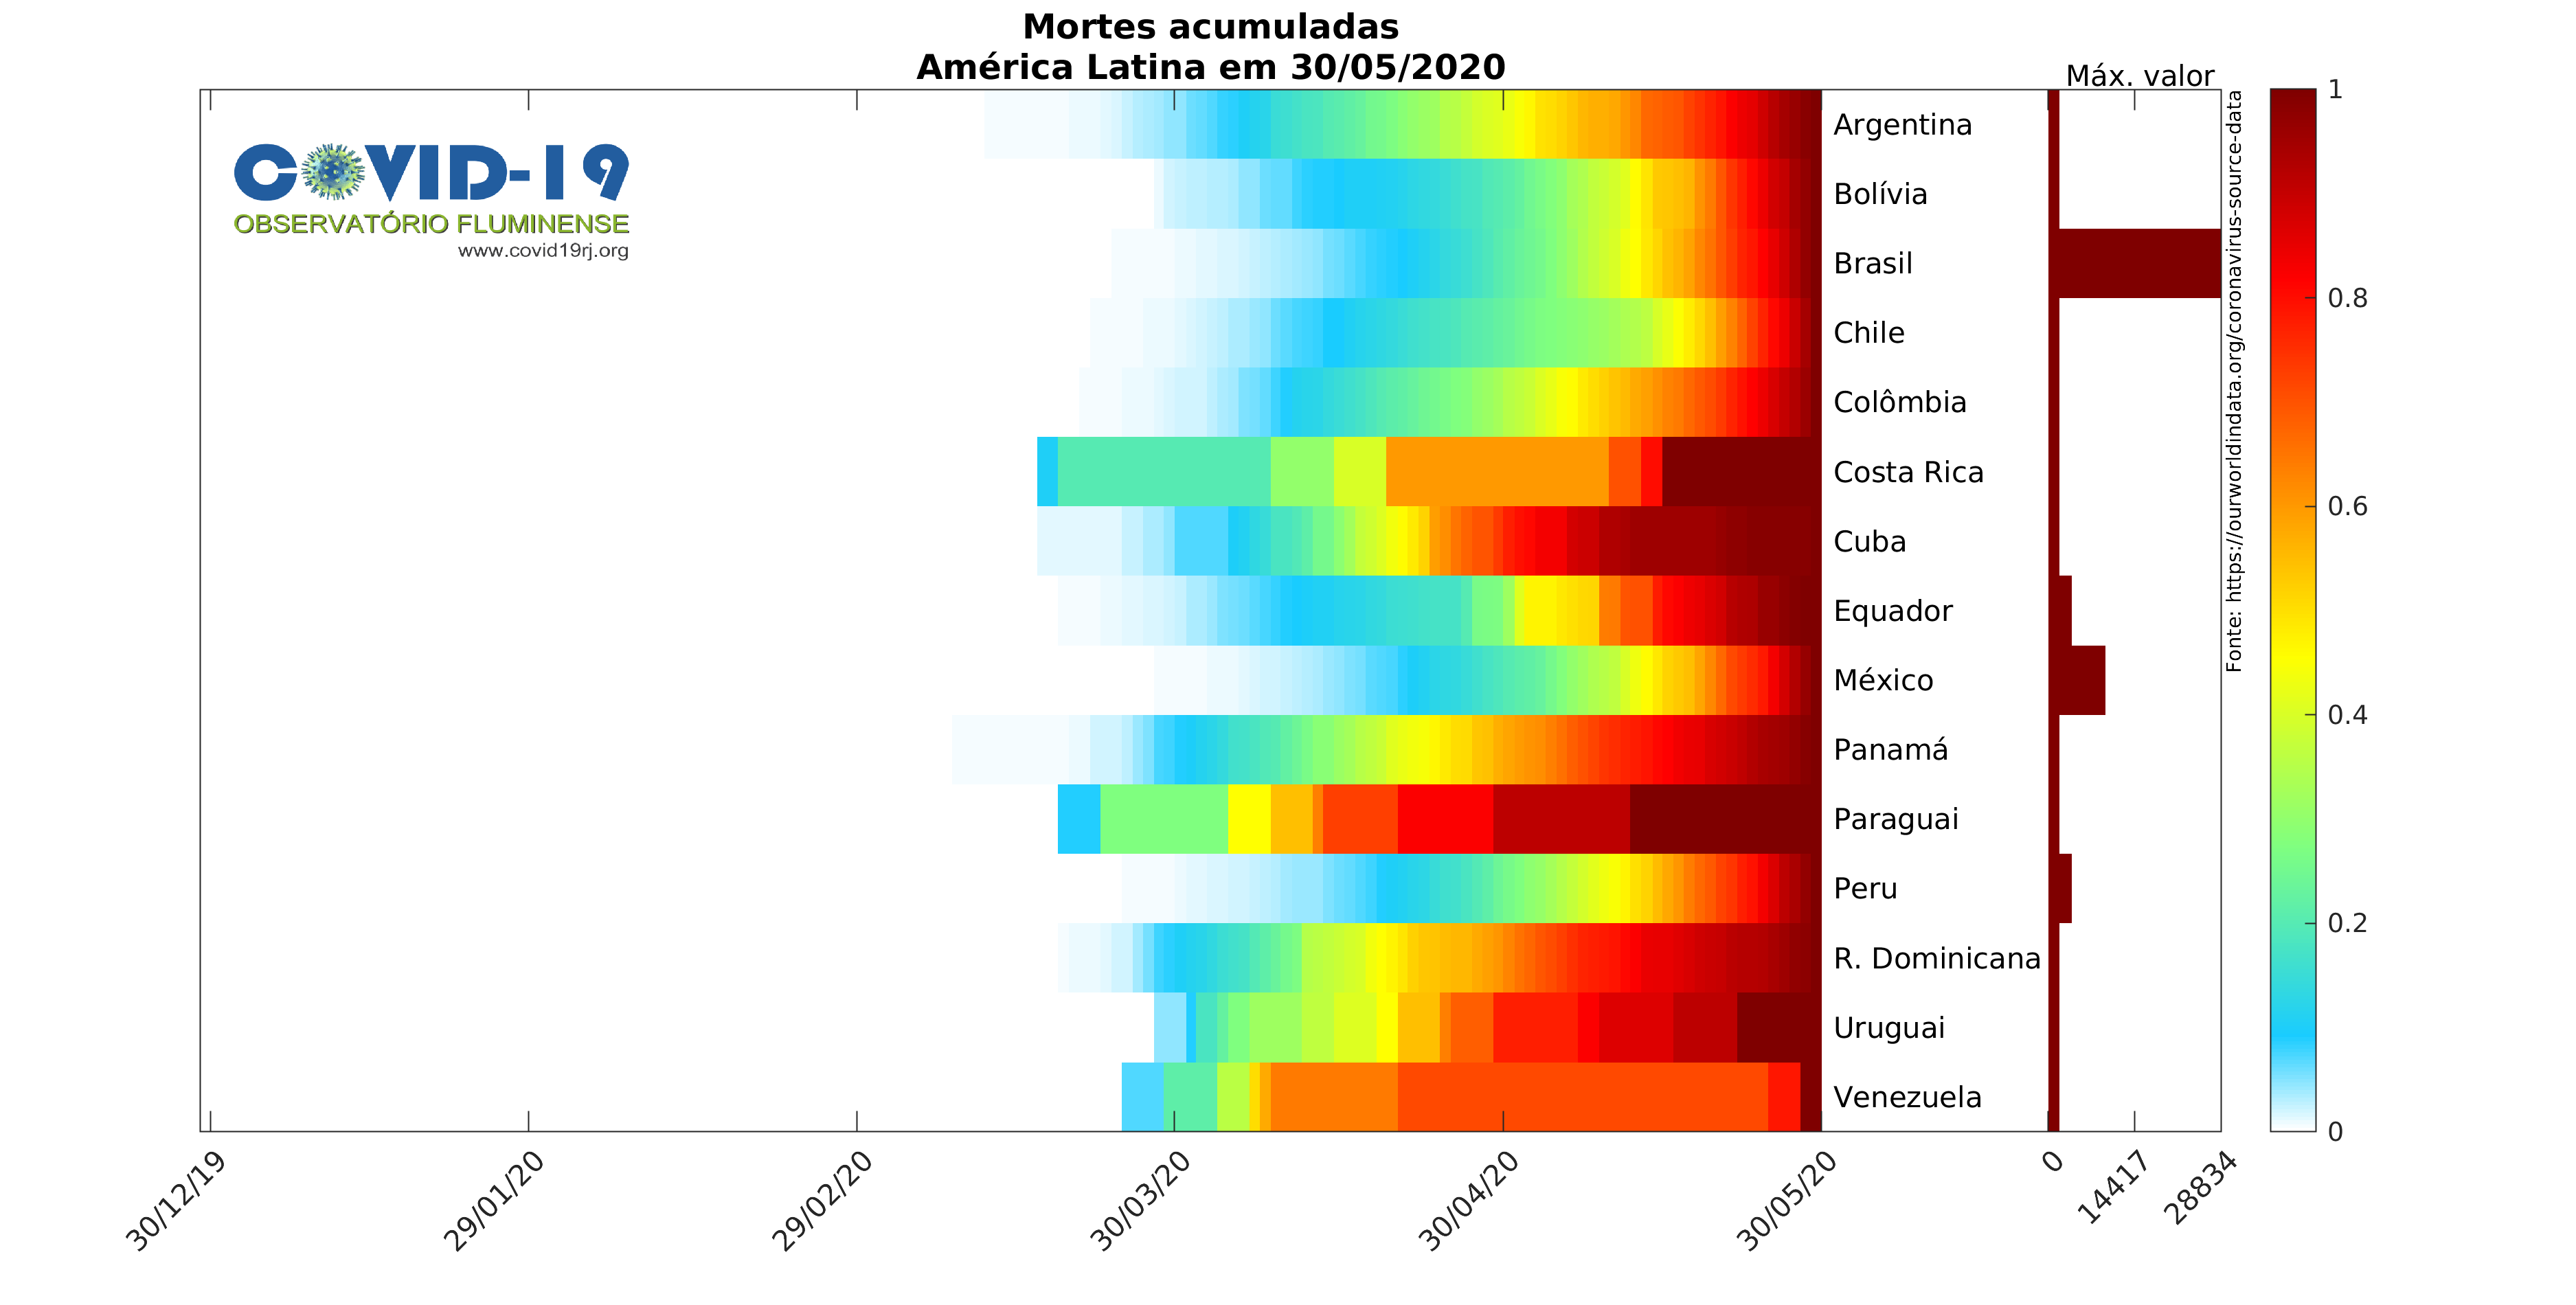 Mortes acumuladas
América Latina em 30/05/2020
Máx. valor
COVID-19
OBSERVATÓRIO FLUMINENSE
www.covid19rj.org
Argentina
Bolívia
Brasil
Chile
Colômbia
Costa Rica
Cuba
Equador
México
Panamá
Paraguai
Peru
R. Dominicana
Uruguai
Venezuela
30/12/19
29/01/20
29/02/20
30/03/20
30/04/20
30/05/20
0
14417
28834
Fonte: https://ourworldindata.org/coronavirus-source-data
1
0.8
0.6
0.4
0.2
0